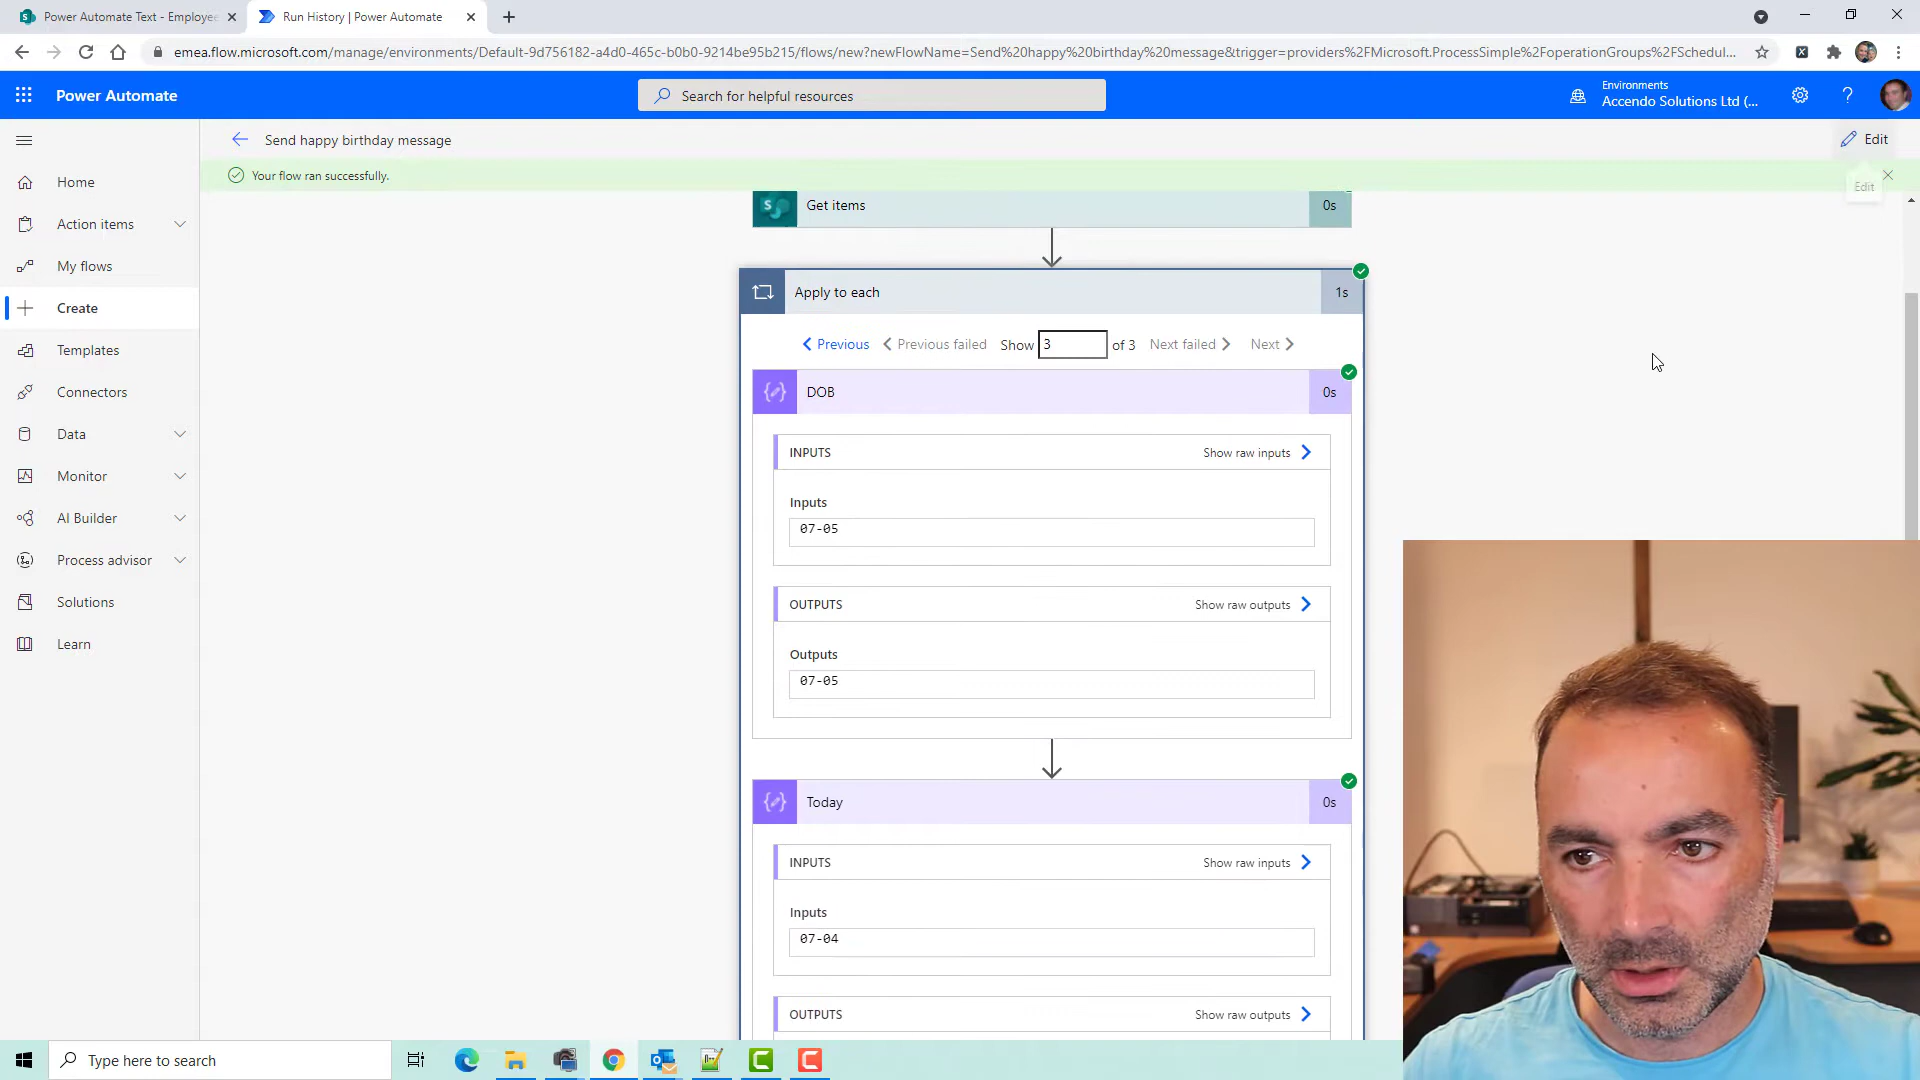 Power Automate Text - Employee
Run History | Power Automate
emea.flow.microsoft.com/manage/environments/Default-9d756182-a4d0-465c-b0b0-9214be95b215/flows/new?newFlowName=Send%20happy%20birthday%20message&trigger=providers%2FMicrosoft.ProcessSimple%2FoperationGroups%2FSchedul...
Power Automate
Search for helpful resources
Environments
Accendo Solutions Ltd (...
Send happy birthday message
Edit
Your flow ran successfully.
Edit
Home
Action items
My flows
Create
Templates
Connectors
Data
Monitor
AI Builder
Process advisor
Solutions
Learn
Get items
0s
Apply to each
1s
Previous
Previous failed
Show
3
of 3
Next failed
Next
DOB
0s
INPUTS
Show raw inputs
Inputs
07-05
OUTPUTS
Show raw outputs
Outputs
07-05
Today
0s
INPUTS
Show raw inputs
Inputs
07-04
OUTPUTS
Show raw outputs
Type here to search